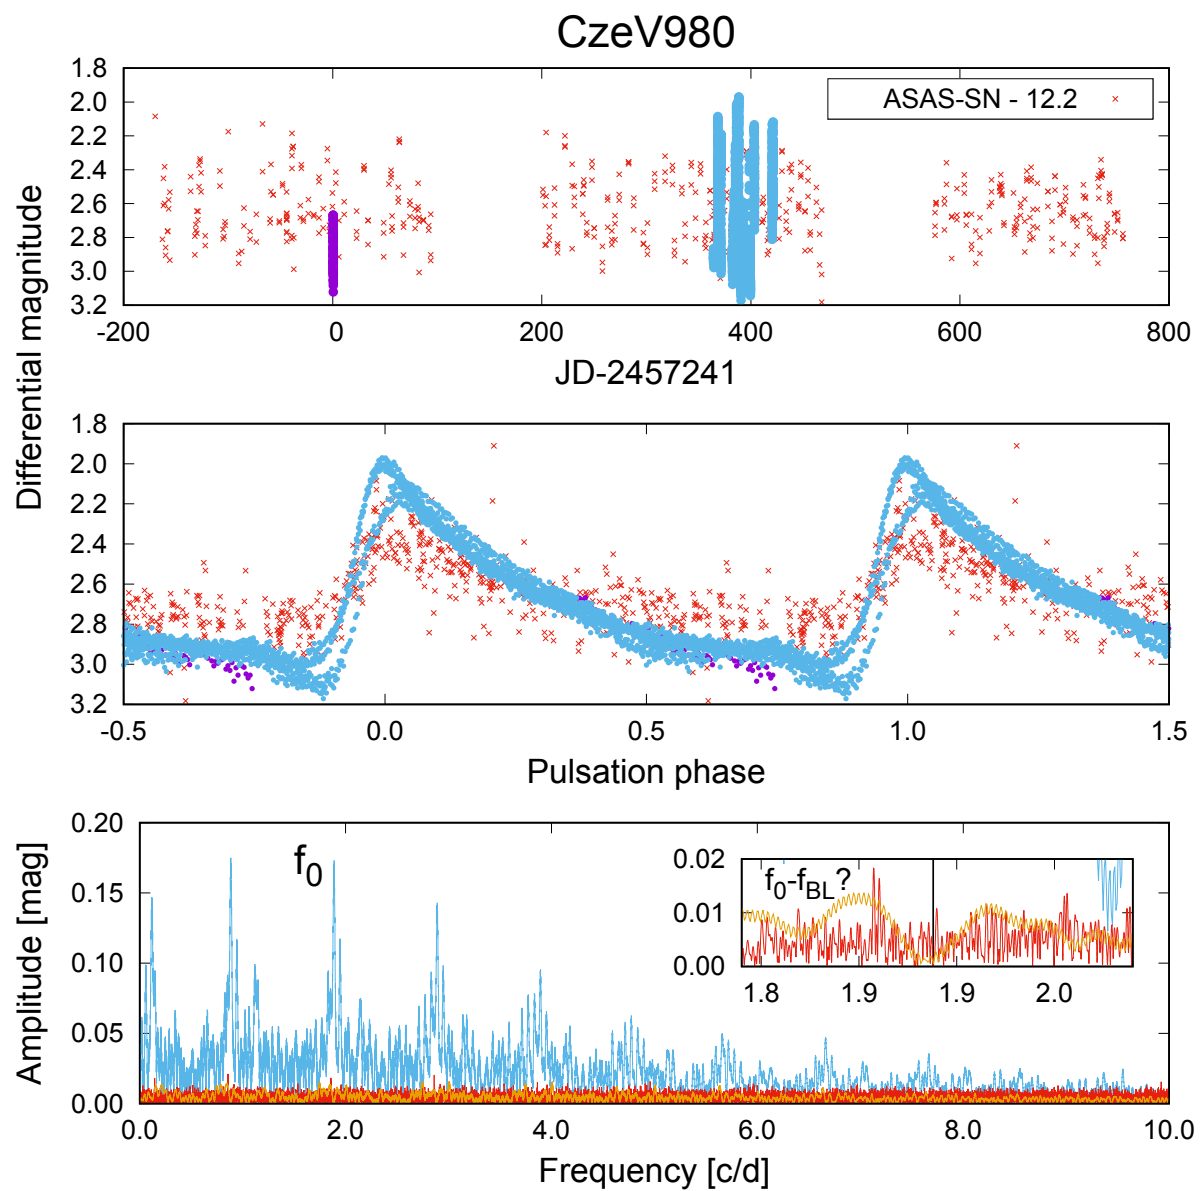 CzeV980
1.8
2.0
2.2
2.4
2.6
2.8
3.0
3.2
ASAS-SN - 12.2
-200 0 200 400 600 800
JD-2457241
Differential magnitude
1.8
2.0
2.2
2.4
2.6
2.8
3.0
3.2
-0.5 0.0 0.5 1.0 1.5
Pulsation phase
Amplitude [mag]
0.20
0.15
0.10
0.05
0.00
f0
0.02
0.01
0.00
f0-fBL?
1.8 1.9 1.9 2.0
0.0 2.0 4.0 6.0 8.0 10.0
Frequency [c/d]